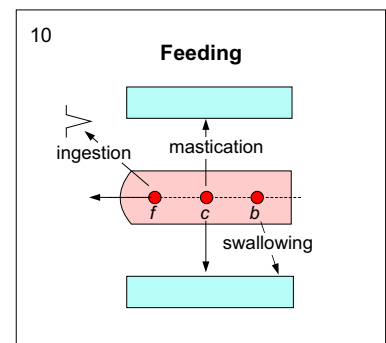 10
Feeding
ingestion
mastication
f
c
b
swallowing